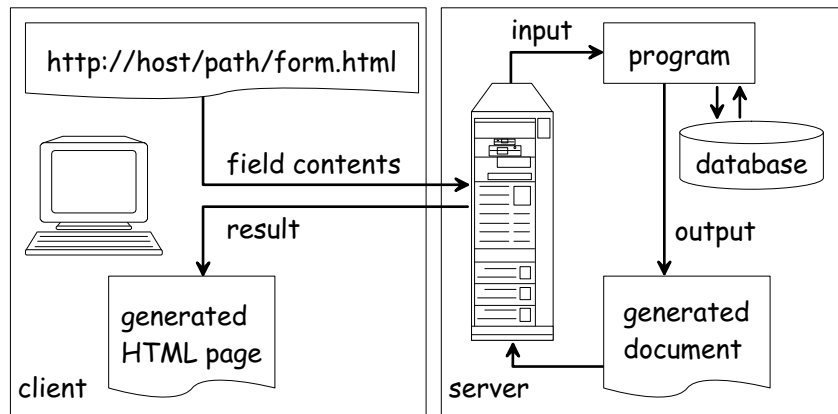 http://host/path/form.html
field contents
result
generated
HTML page
client
input
program
database
output
generated
document
server